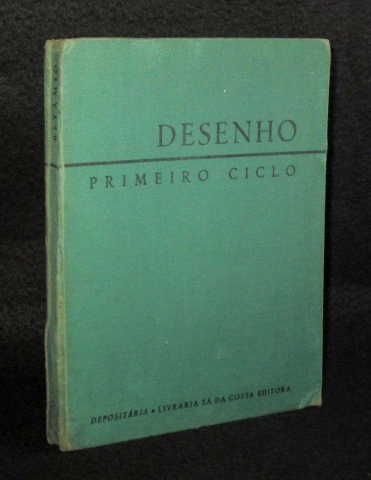 DESENHO
PRIMEIRO CICLO
DEPOSITÁRIA • LIVRARIA SÁ DA COSTA EDITORA